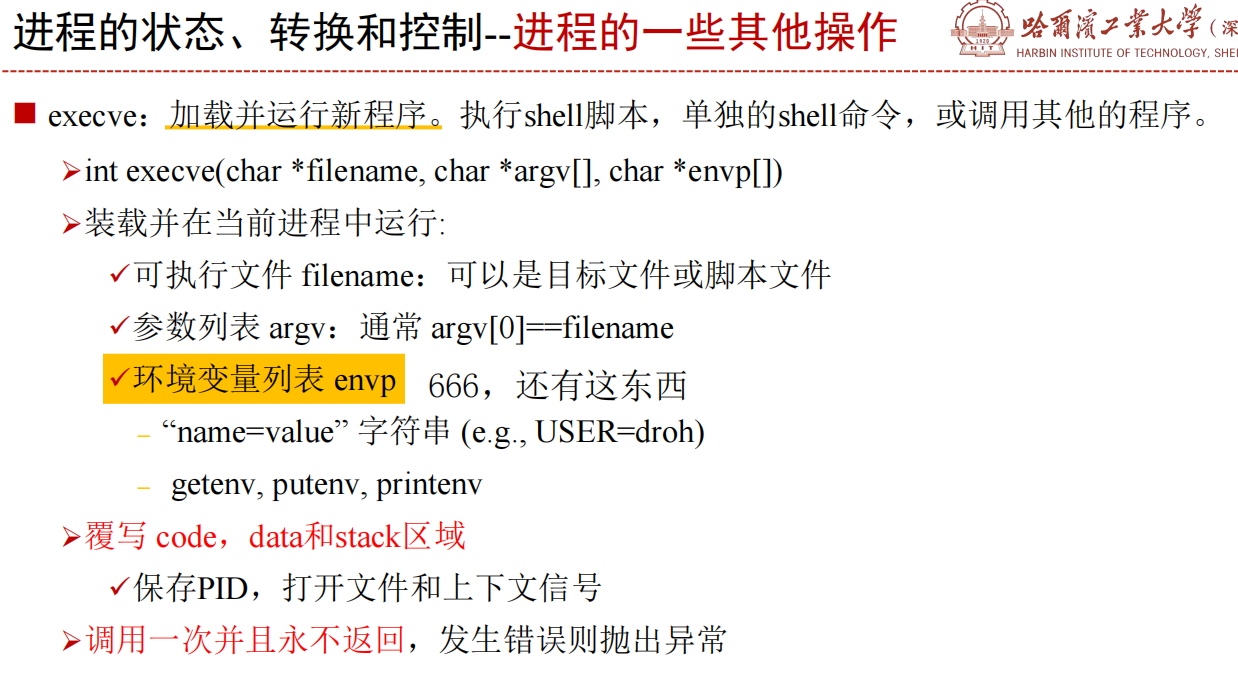 进程的状态、转换和控制--进程的一些其他操作
哈尔滨工业大学（深
HARBIN INSTITUTE OF TECHNOLOGY, SHE
1920
HIT
execve：加载并运行新程序。执行shell脚本，单独的shell命令，或调用其他的程序。
int execve(char *filename, char *argv[], char *envp[])
装载并在当前进程中运行:
可执行文件 filename：可以是目标文件或脚本文件
参数列表 argv：通常 argv[0]==filename
环境变量列表 envp 666，还有这东西
– “name=value” 字符串 (e.g., USER=droh)
– getenv, putenv, printenv
覆写 code，data和stack区域
保存PID，打开文件和上下文信号
调用一次并且永不返回，发生错误则抛出异常